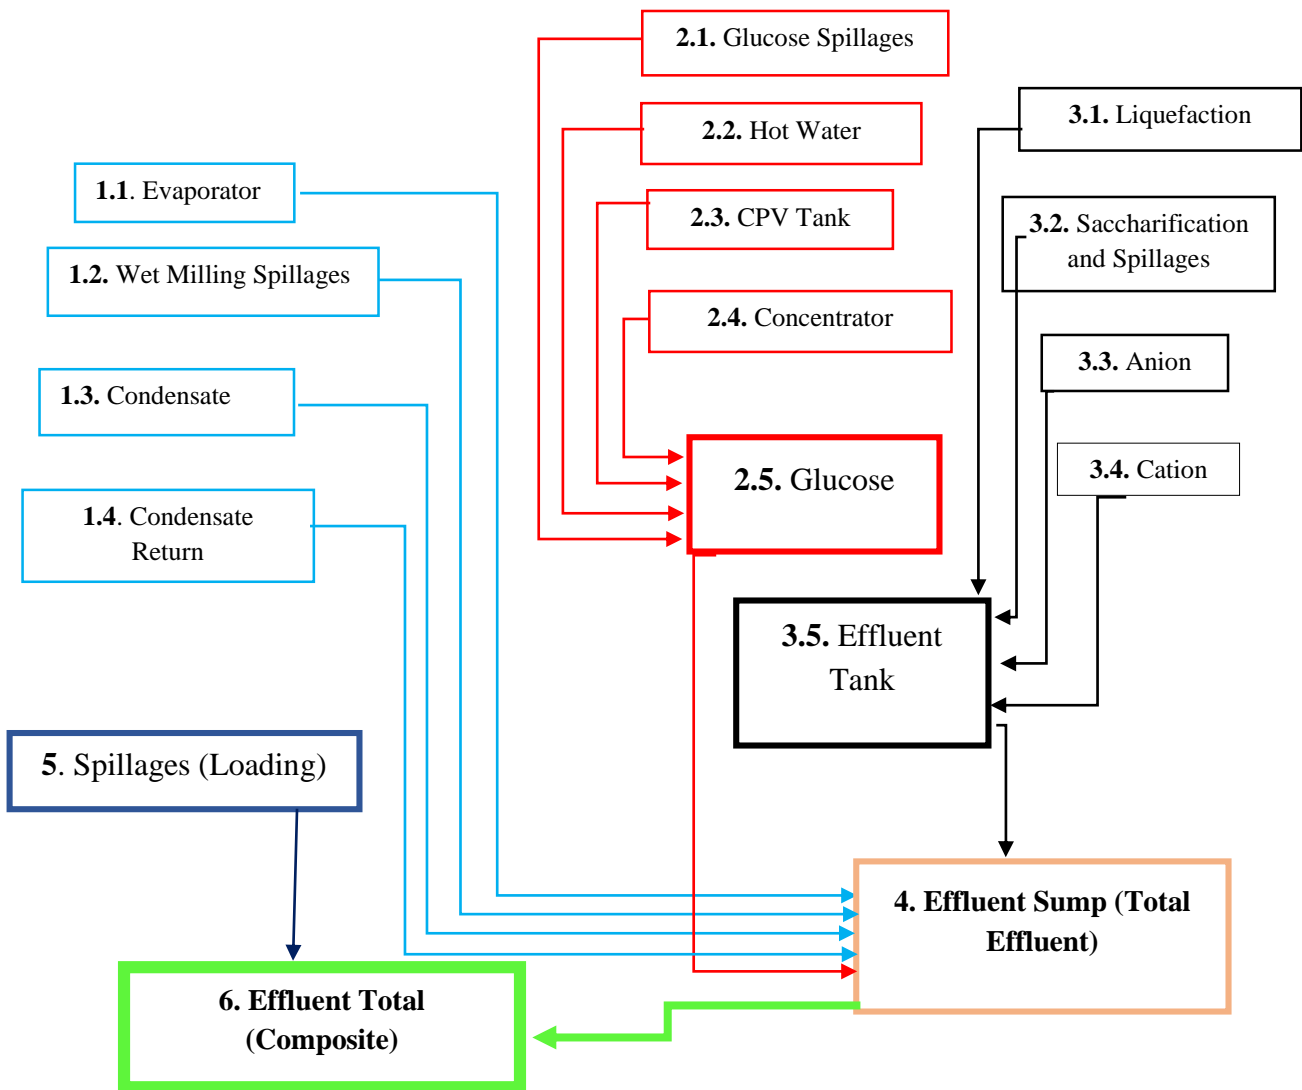 2.1. Glucose Spillages
3.1. Liquefaction
2.2. Hot Water
1.1. Evaporator
2.3. CPV Tank
3.2. Saccharification
and Spillages
1.2. Wet Milling Spillages
2.4. Concentrator
3.3. Anion
1.3. Condensate
3.4. Cation
2.5. Glucose
1.4. Condensate
Return
3.5. Effluent
Tank
5. Spillages (Loading)
4. Effluent Sump (Total
Effluent)
6. Effluent Total
(Composite)